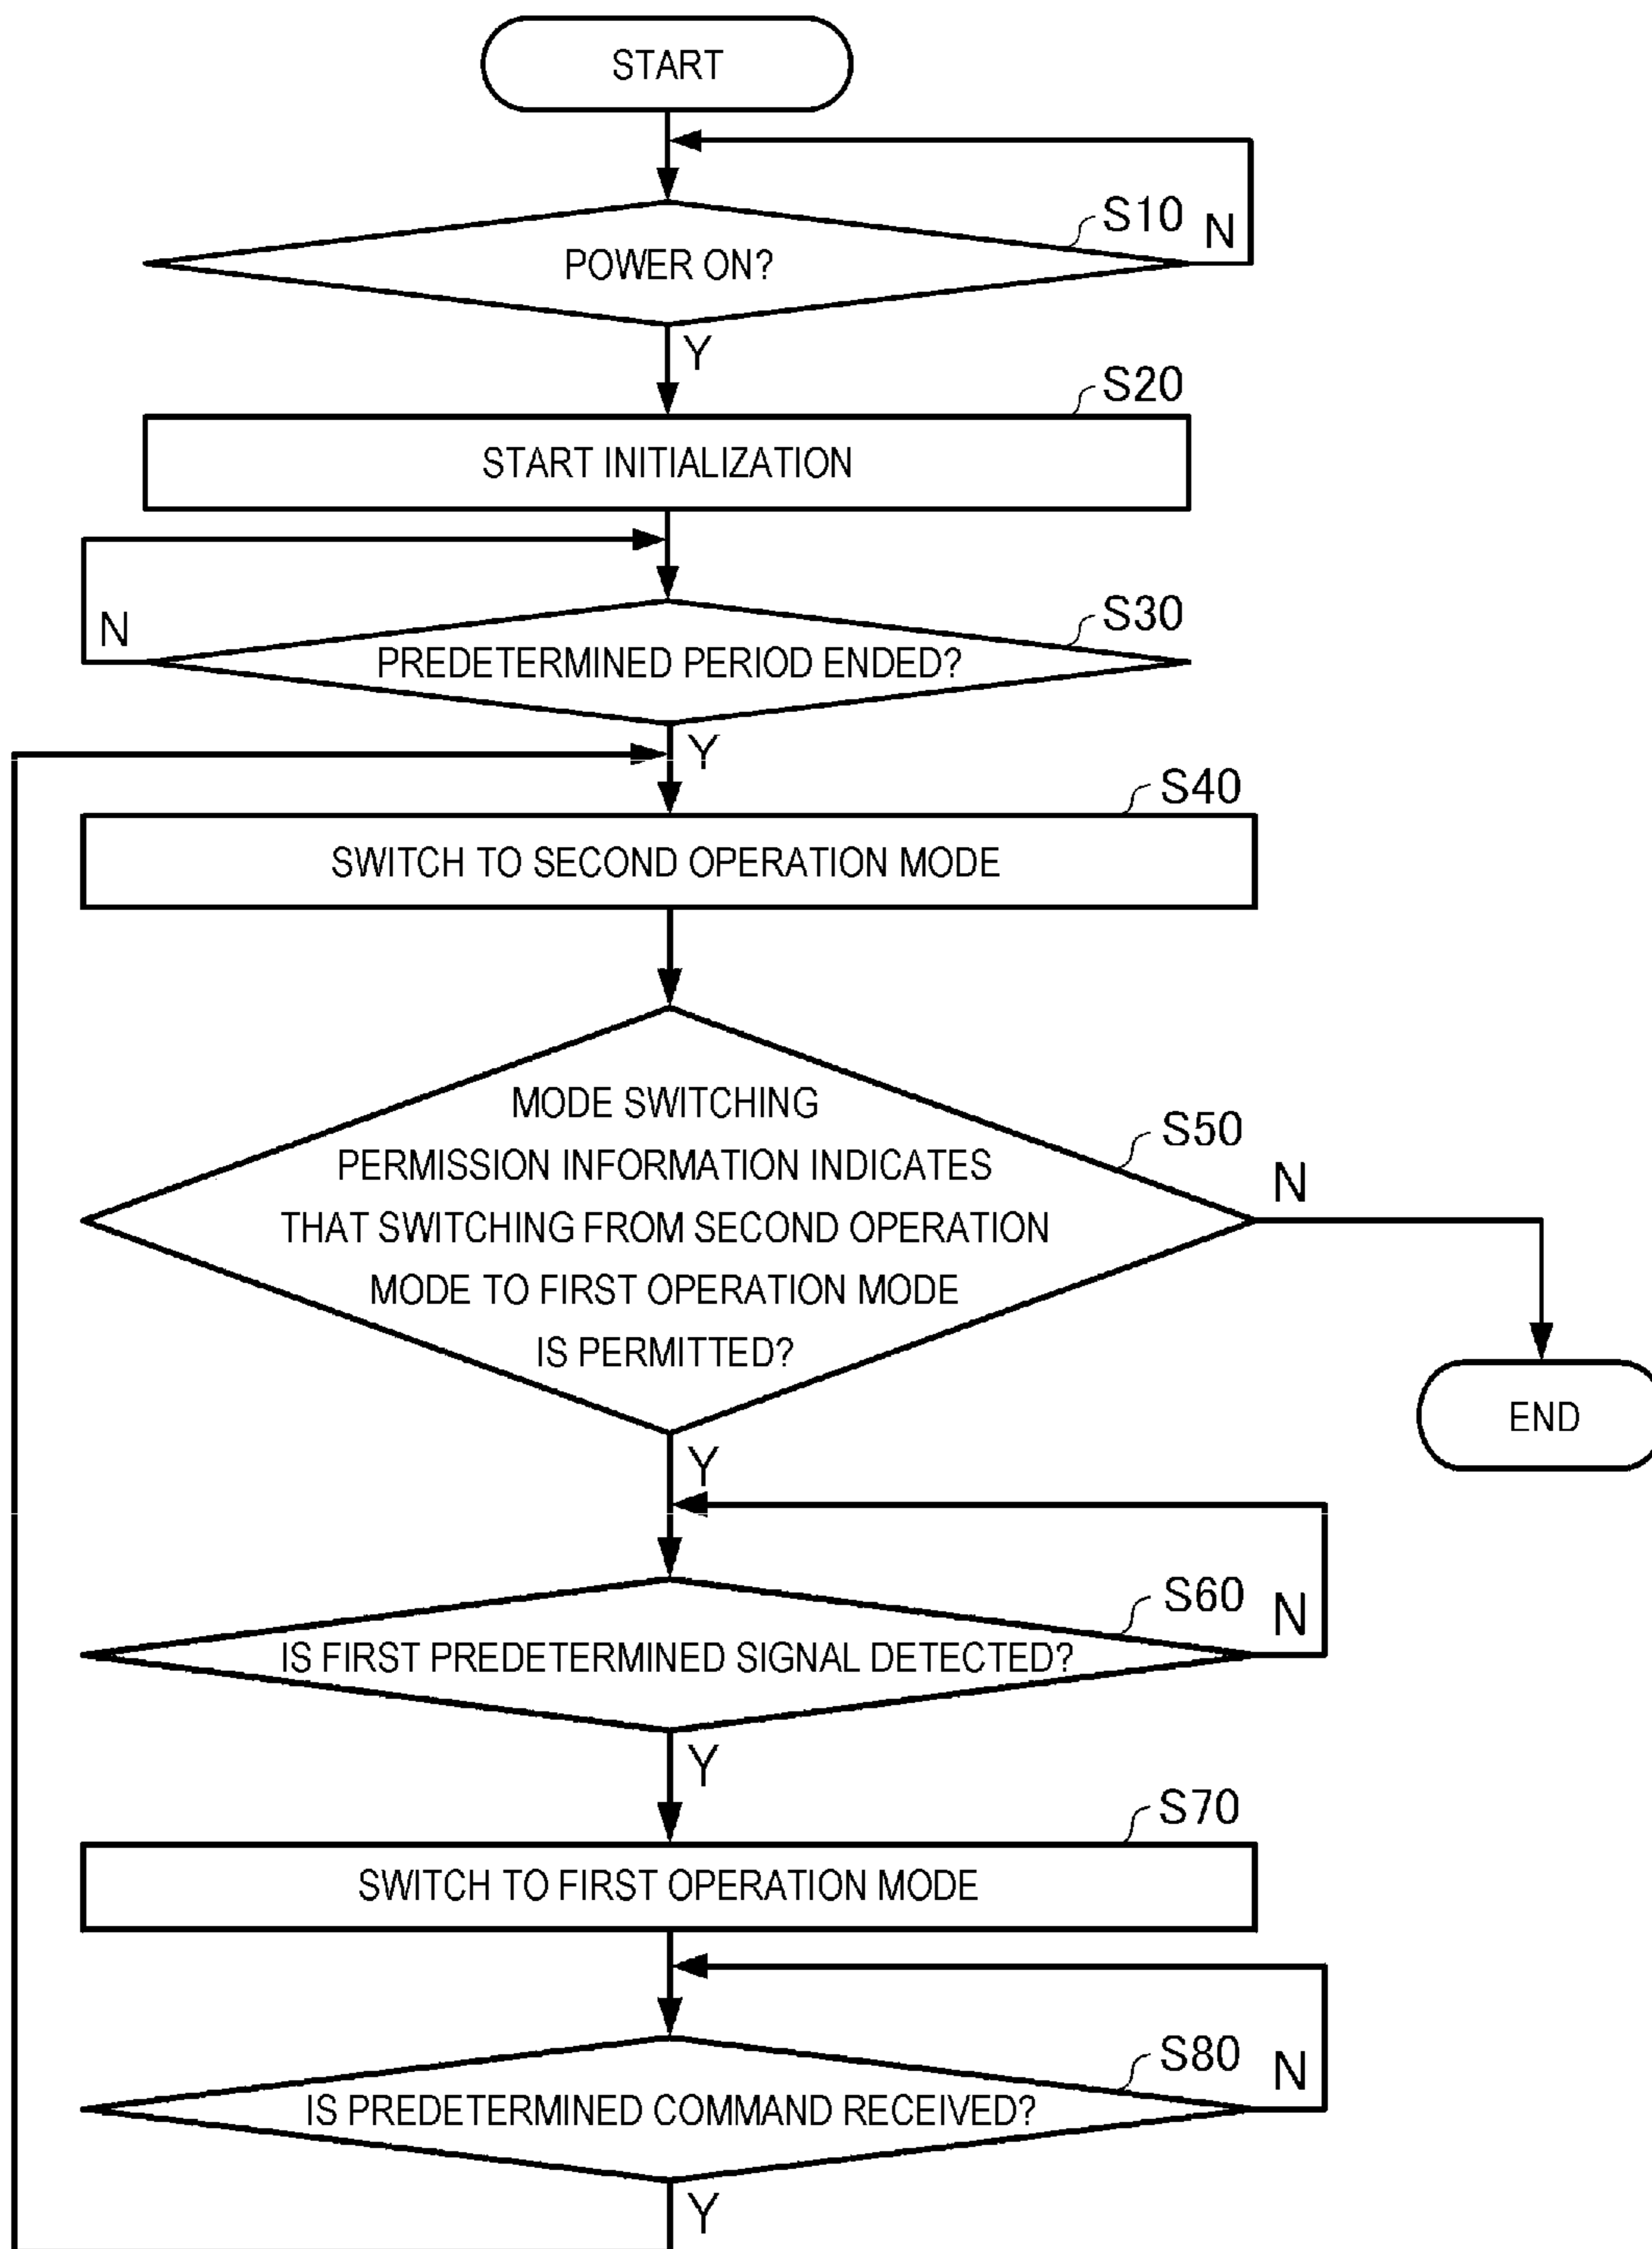 START
S10
N
POWER ON?
Y
S20
START INITIALIZATION
S30
N
PREDETERMINED PERIOD ENDED?
Y
S40
SWITCH TO SECOND OPERATION MODE
MODE SWITCHING
PERMISSION INFORMATION INDICATES
THAT SWITCHING FROM SECOND OPERATION
MODE TO FIRST OPERATION MODE
IS PERMITTED?
S50
N
END
Y
S60
N
IS FIRST PREDETERMINED SIGNAL DETECTED?
Y
S70
SWITCH TO FIRST OPERATION MODE
S80
N
IS PREDETERMINED COMMAND RECEIVED?
Y